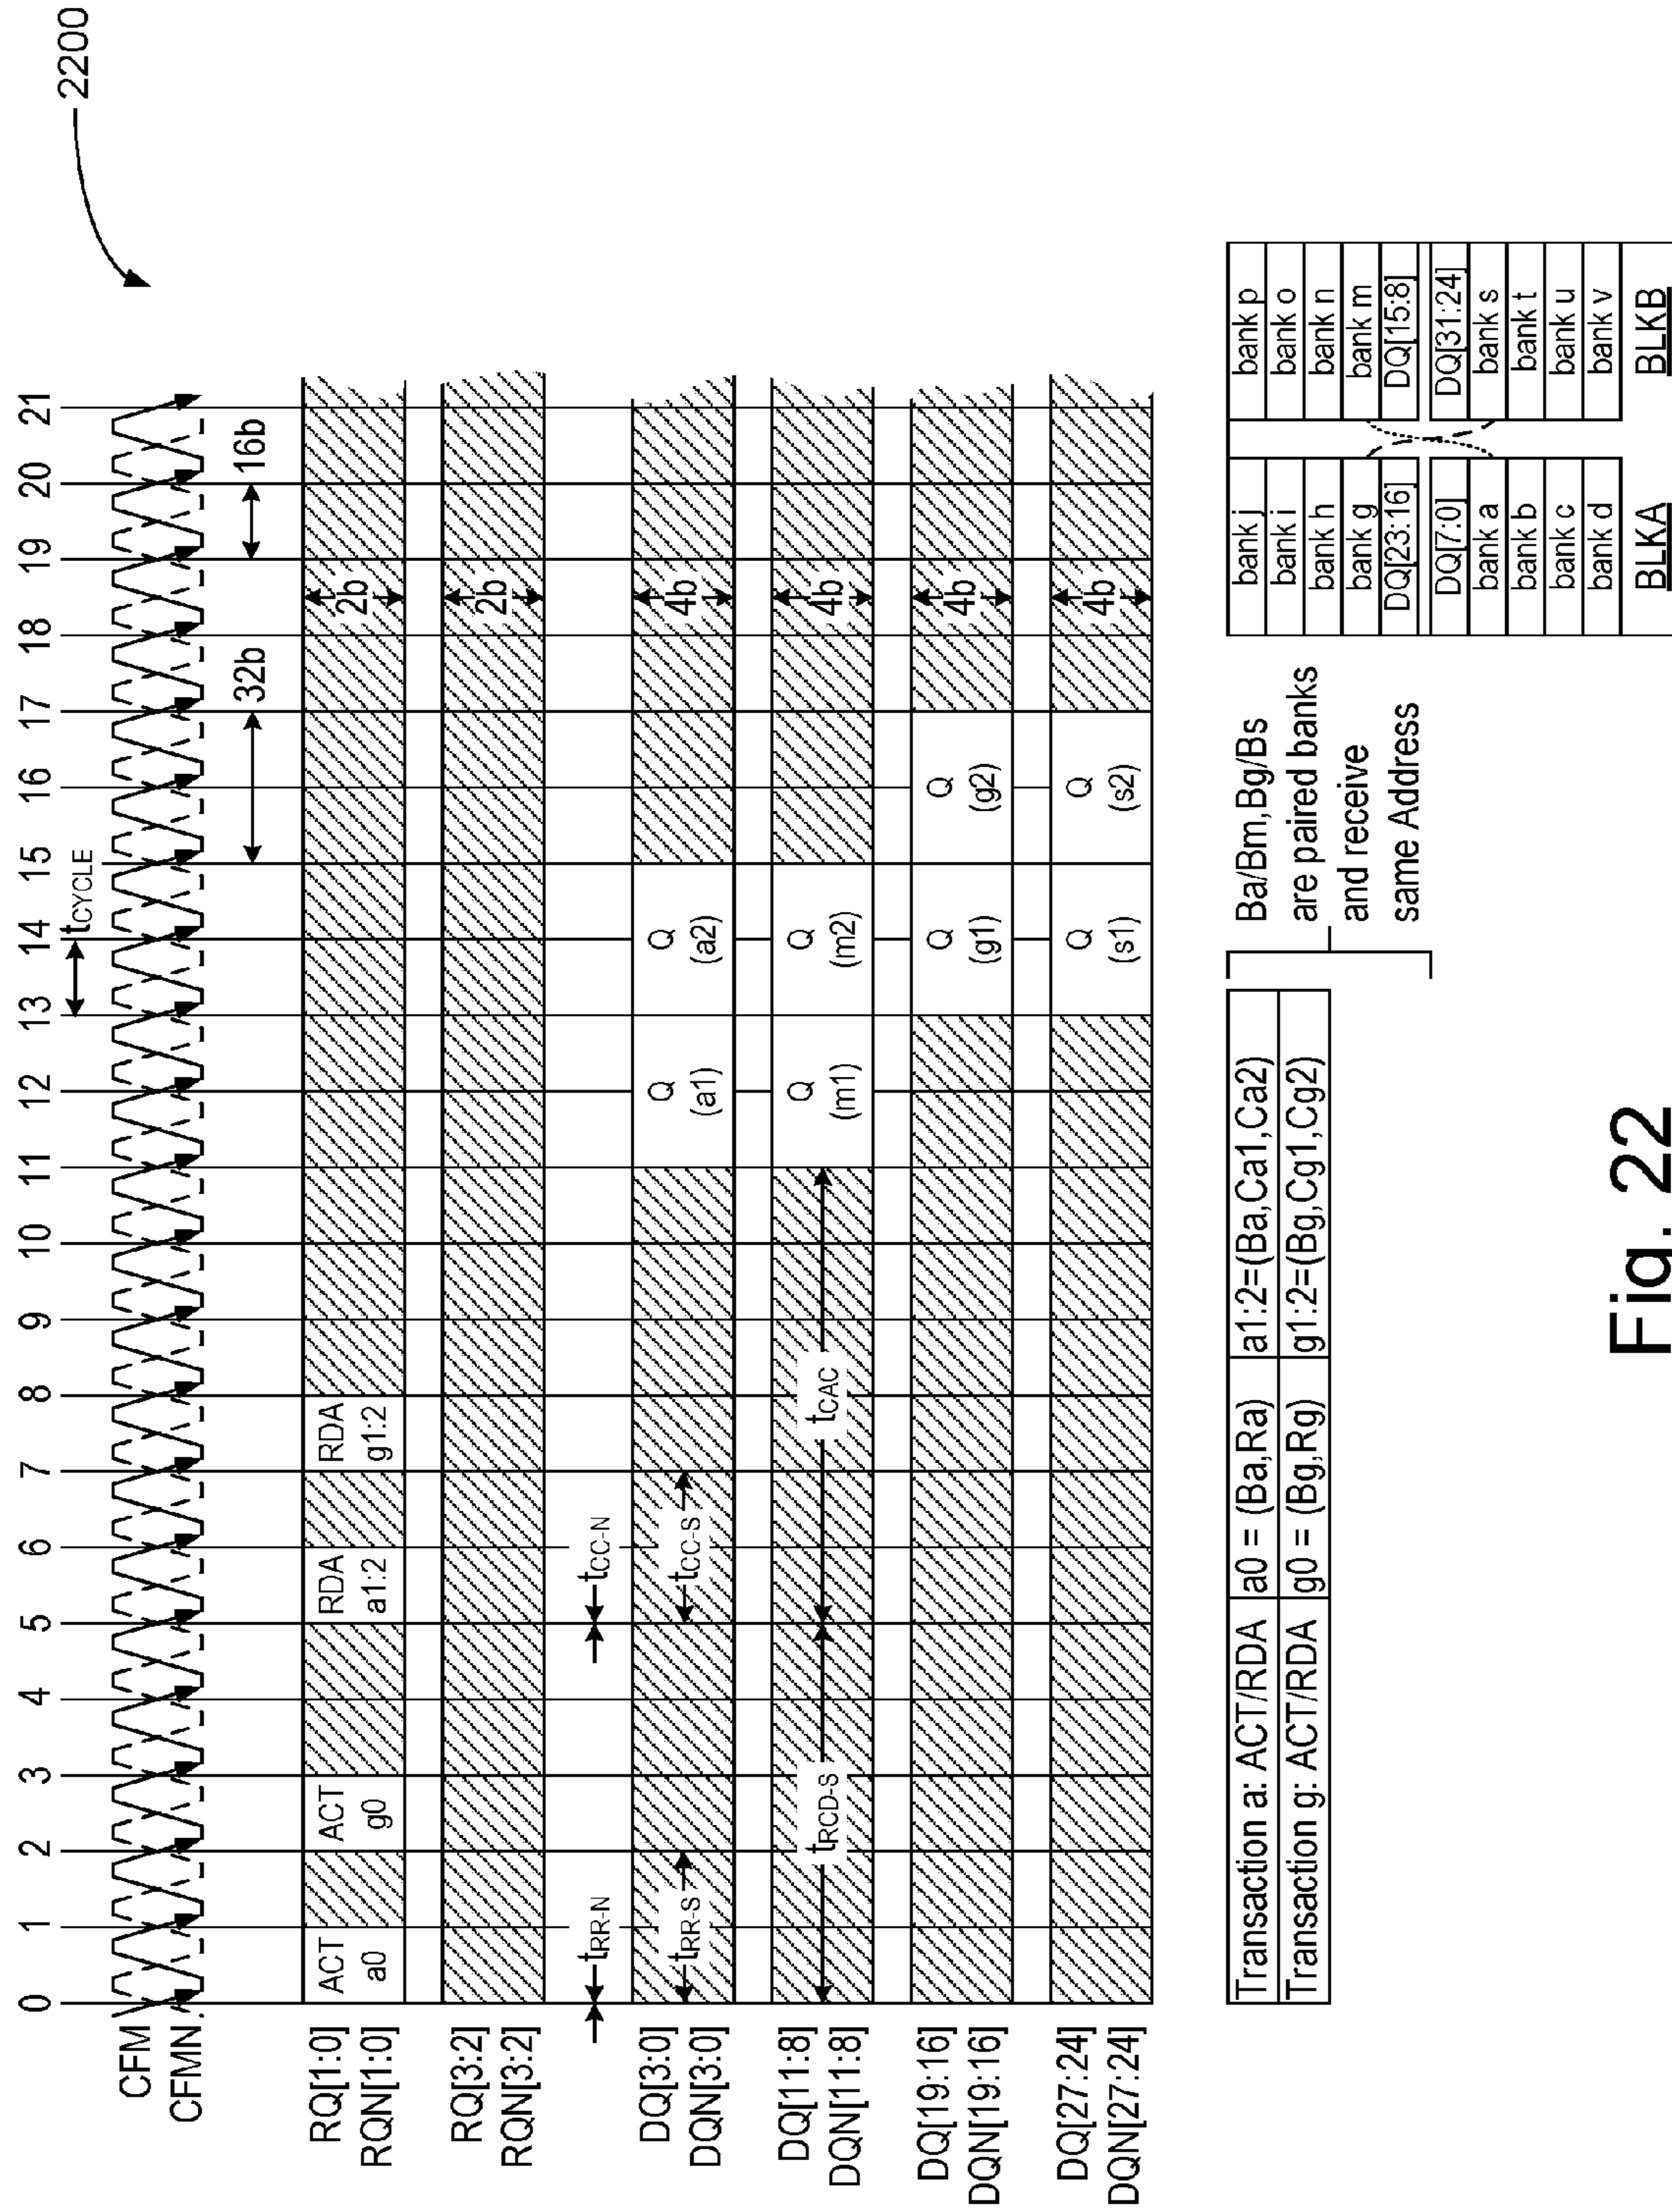 2200
0 1 2 3 4 5 6 7 8 9 10 11 12 13 14 15 16 17 18 19 20 21
tCYCLE
CFM
CFMN
32b
16b
RQ[1:0]
RQN[1:0]
ACT
a0
ACT
g0
RDA
a1:2
RDA
g1:2
2b
RQ[3:2]
RQN[3:2]
2b
tRR-N
tCC-N
DQ[3:0]
DQN[3:0]
tRR-S
tCC-S
Q
(a1)
Q
(a2)
4b
DQ[11:8]
DQN[11:8]
tRCD-S
tCAC
Q
(m1)
Q
(m2)
4b
DQ[19:16]
DQN[19:16]
Q
(g1)
Q
(g2)
4b
DQ[27:24]
DQN[27:24]
Q
(s1)
Q
(s2)
4b
Transaction a: ACT/RDA a0 = (Ba,Ra) a1:2=(Ba,Ca1,Ca2)
Transaction g: ACT/RDA g0 = (Bg,Rg) g1:2=(Bg,Cg1,Cg2)
Ba/Bm,Bg/Bs
are paired banks
and receive
same Address
bank j
bank i
bank h
bank g
DQ[23:16]
DQ[7:0]
bank a
bank b
bank c
bank d
BLKA
bank p
bank o
bank n
bank m
DQ[15:8]
DQ[31:24]
bank s
bank t
bank u
bank v
BLKB
Fig. 22